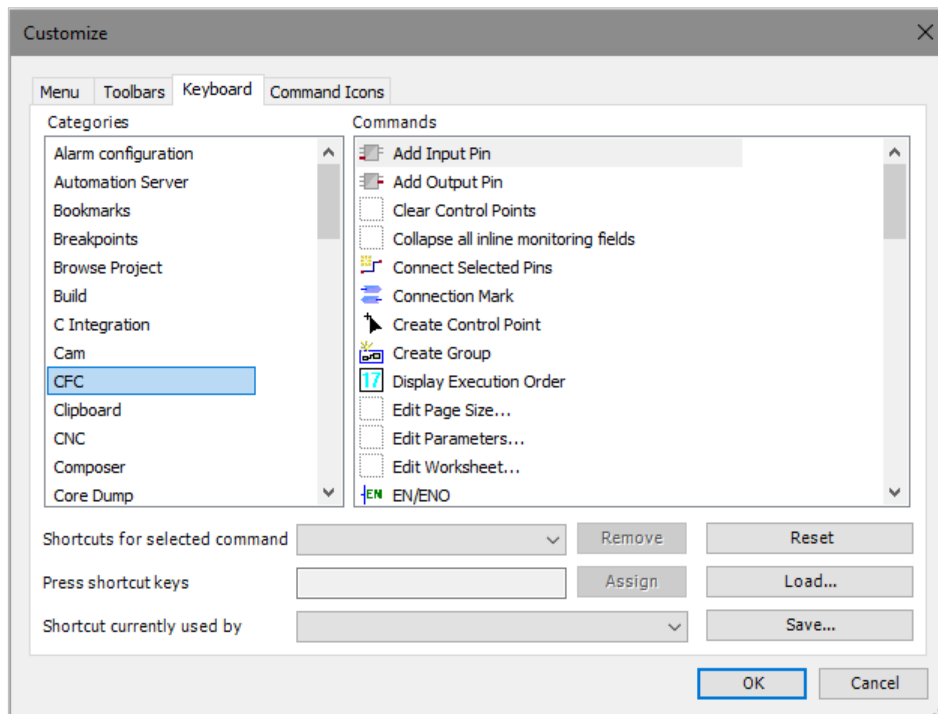 Customize
Menu Toolbars Keyboard Command Icons
Categories
Alarm configuration
Automation Server
Bookmarks
Breakpoints
Browse Project
Build
C Integration
Cam
CFC
Clipboard
CNC
Composer
Core Dump
Commands
Add Input Pin
Add Output Pin
Clear Control Points
Collapse all inline monitoring fields
Connect Selected Pins
Connection Mark
Create Control Point
Create Group
17 Display Execution Order
Edit Page Size...
Edit Parameters...
Edit Worksheet...
EN EN/ENO
Shortcuts for selected command Remove Reset
Press shortcut keys Assign Load...
Shortcut currently used by Save...
OK Cancel